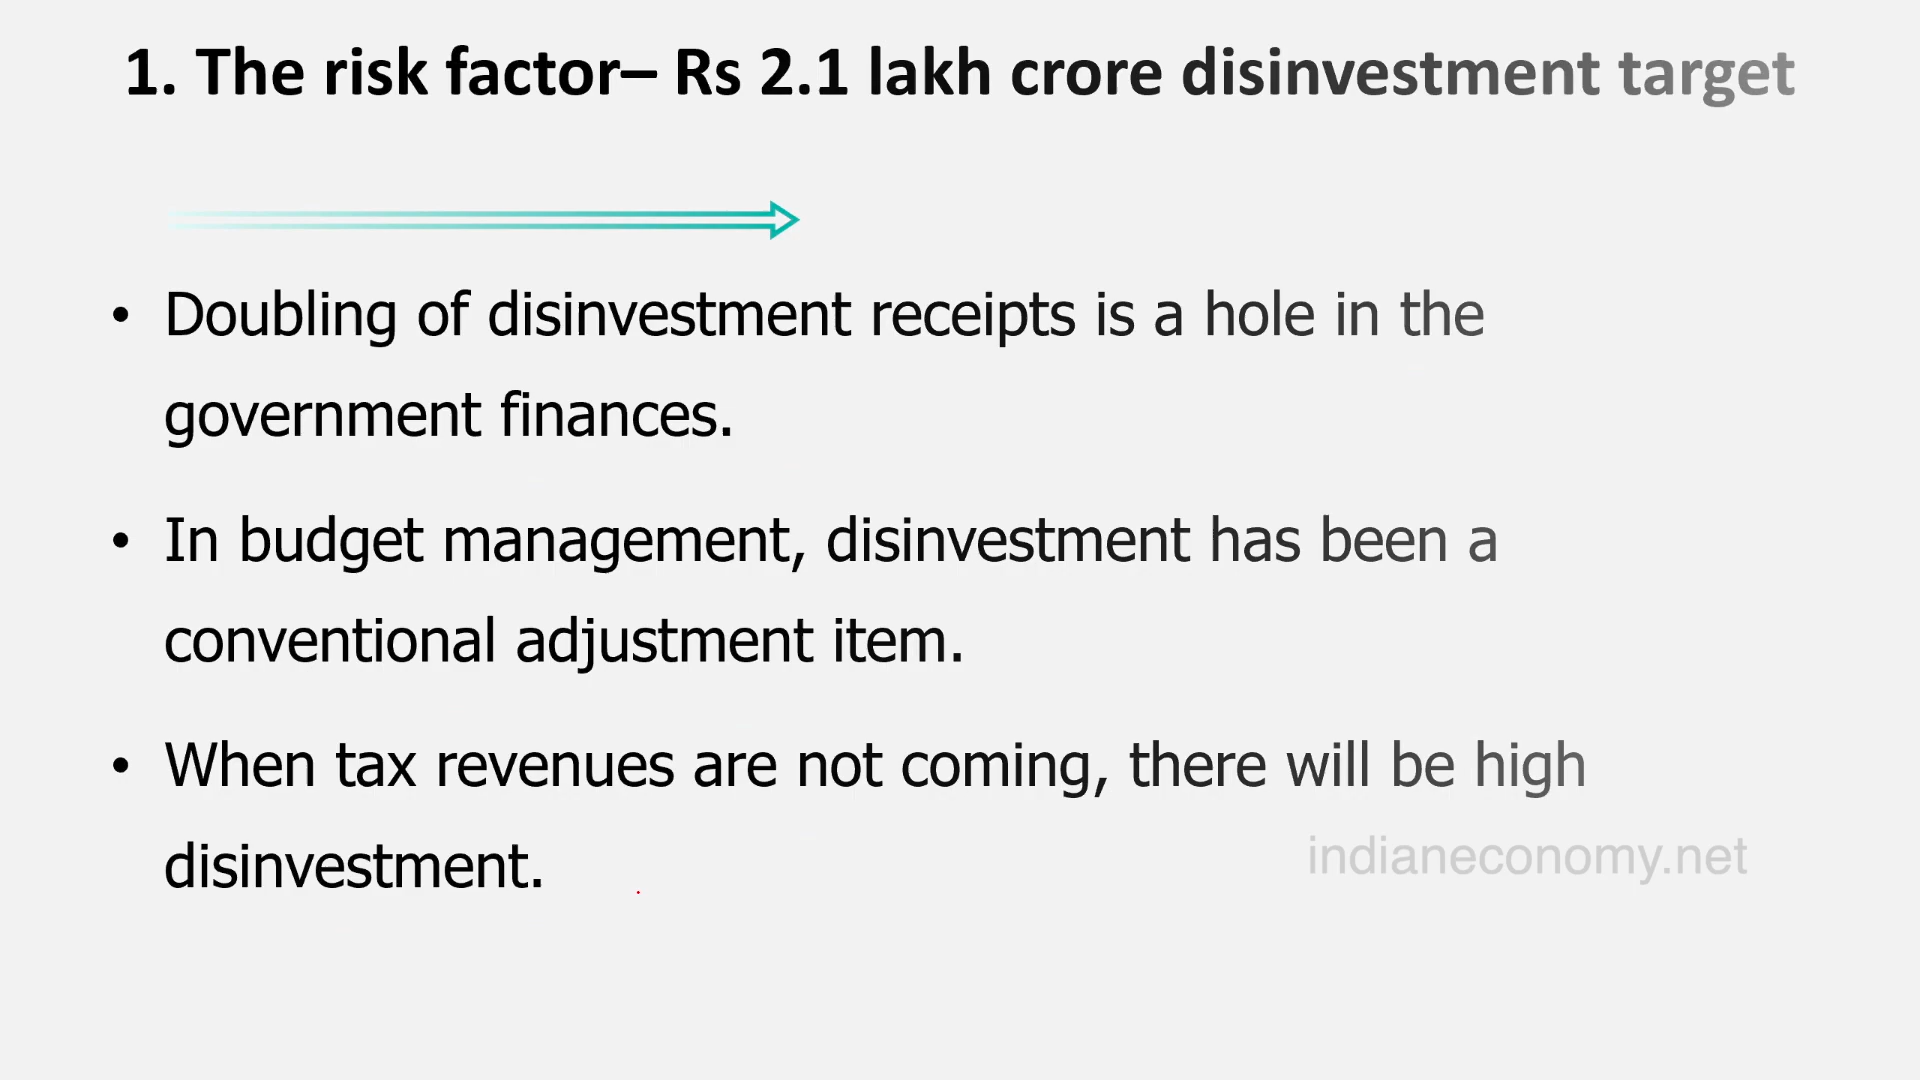 1. The risk factor– Rs 2.1 lakh crore disinvestment target
• Doubling of disinvestment receipts is a hole in the
government finances.
• In budget management, disinvestment has been a
conventional adjustment item.
• When tax revenues are not coming, there will be high
disinvestment.
indianeconomy.net